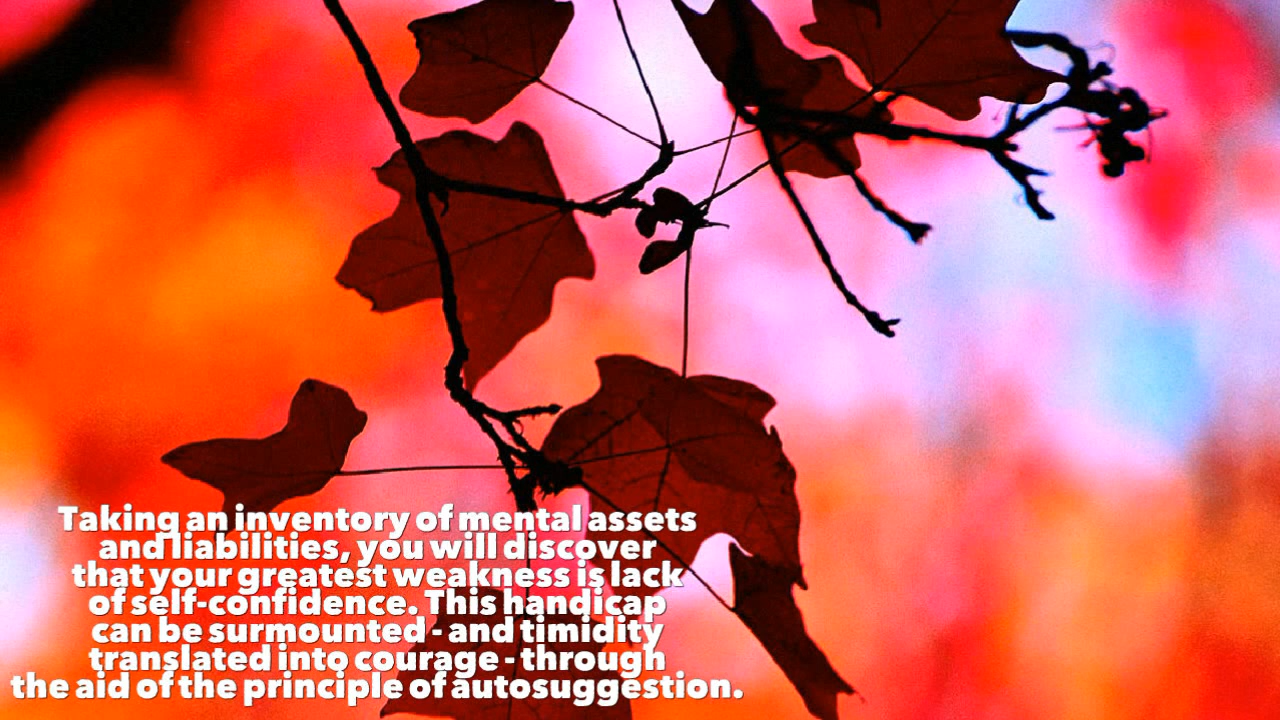 Taking an inventory of mental assets
and liabilities, you will discover
that your greatest weakness is lack
of self-confidence. This handicap
can be surmounted - and timidity
translated into courage - through
the aid of the principle of autosuggestion.